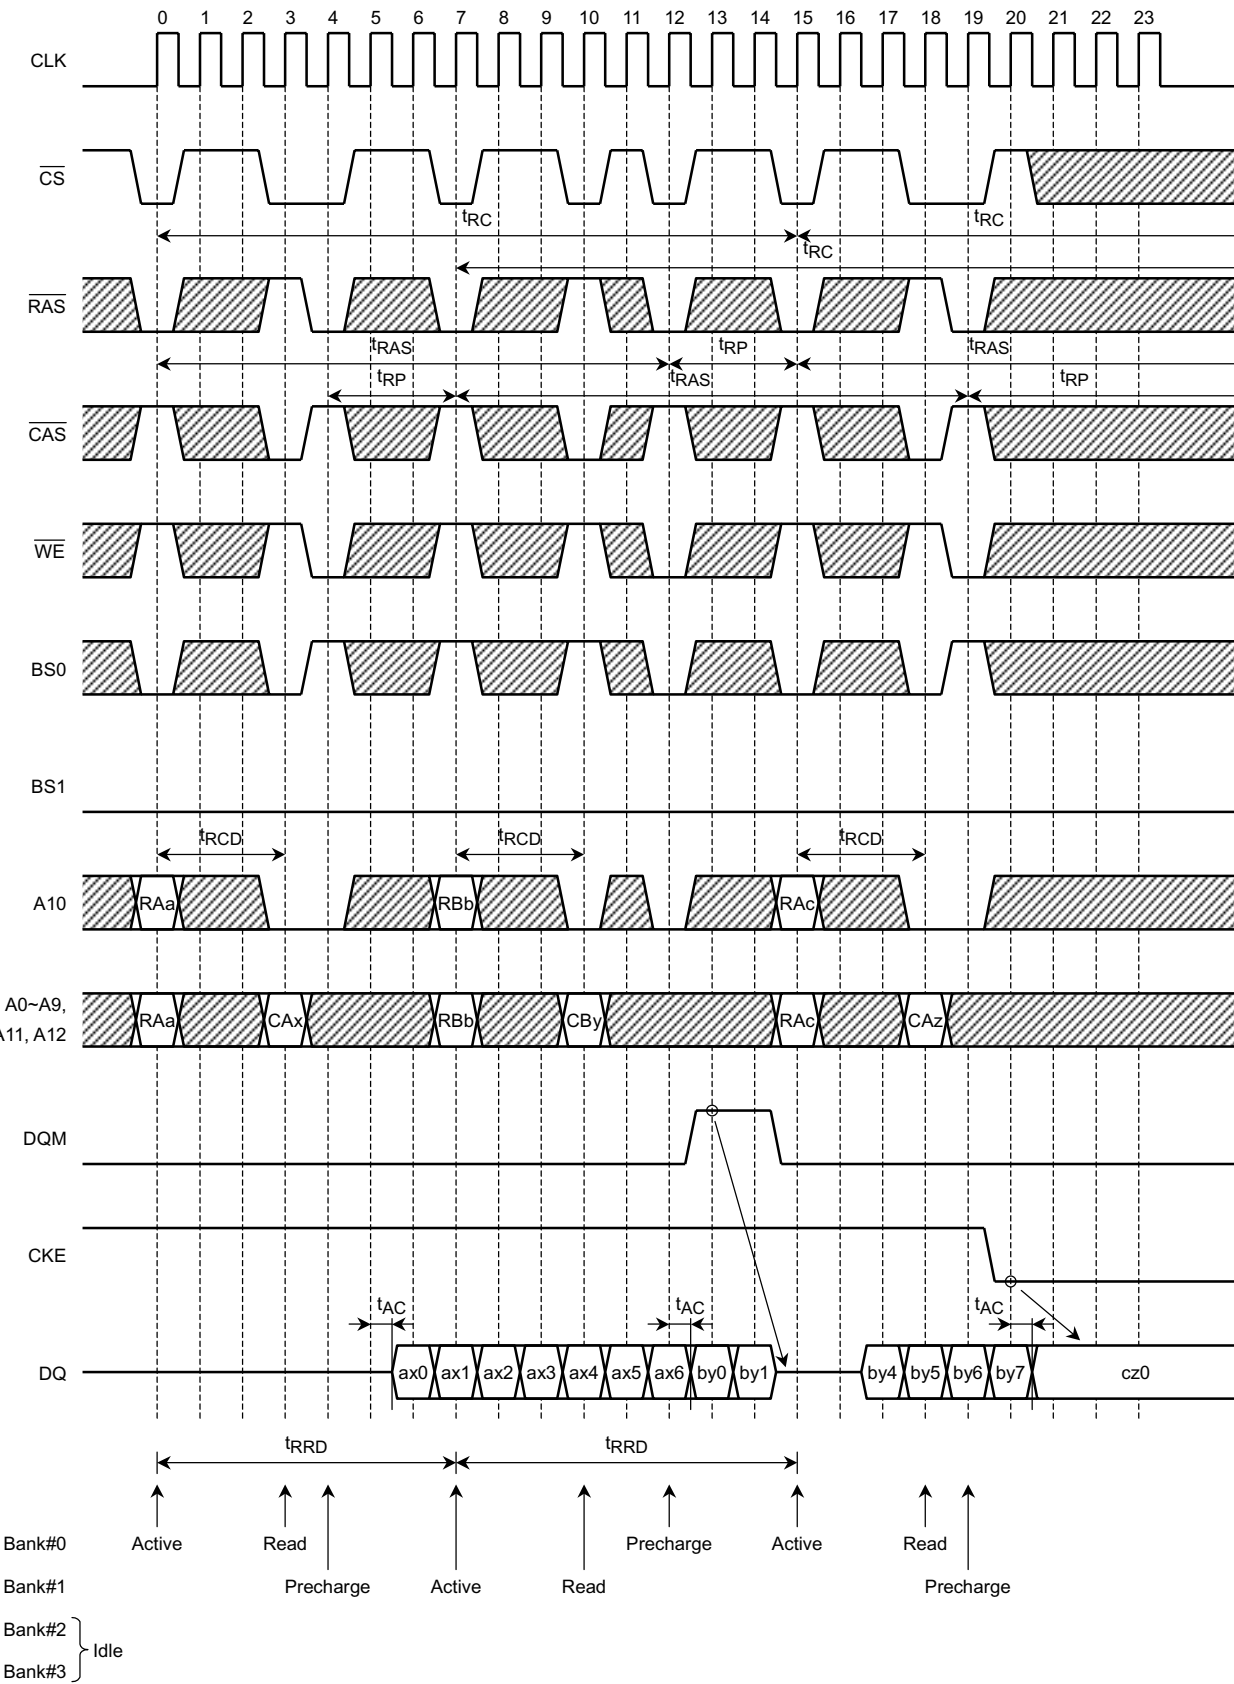 0 1 2 3 4 5 6 7 8 9 10 11 12 13 14 15 16 17 18 19 20 21 22 23
CLK
CS
tRC tRC
tRC
RAS
tRAS tRP tRAS
tRP tRAS tRP
CAS
WE
BS0
BS1
tRCD tRCD tRCD
A10 RAa RBb RAc
A0~A9,
A11, A12
RAa CAx RBb CBy RAc CAz
DQM
CKE
tAC tAC tAC
DQ ax0 ax1 ax2 ax3 ax4 ax5 ax6 by0 by1 by4 by5 by6 by7 cz0
tRRD tRRD
Bank#0 Active Read Precharge Active Read
Bank#1 Precharge Active Read Precharge
Bank#2
Idle
Bank#3